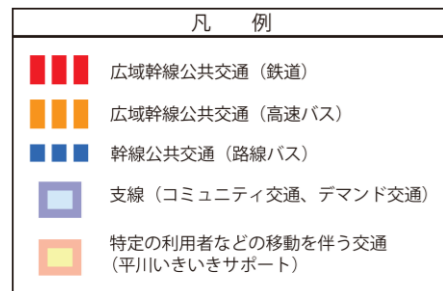 凡　例
広域幹線公共交通（鉄道）
広域幹線公共交通（高速バス）
幹線公共交通（路線バス）
支線（コミュニティ交通、デマンド交通）
特定の利用者などの移動を伴う交通
（平川いきいきサポート）